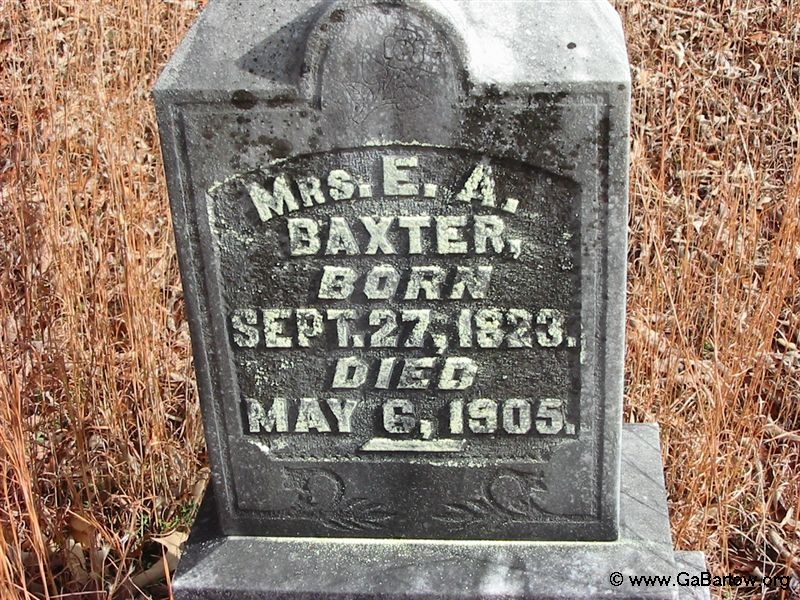 MRS. E. A.
BAXTER,
BORN
SEPT. 27, 1823.
DIED
MAY 6, 1905.
© www.GaBartow.org